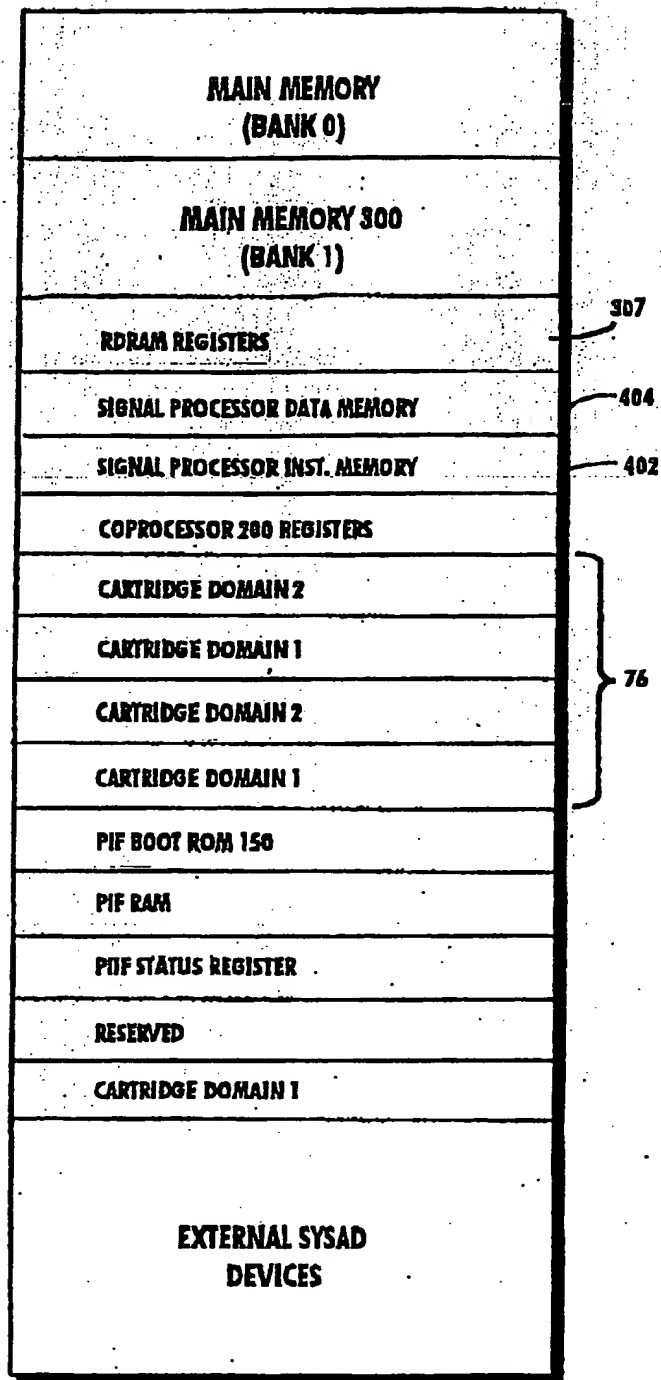 MAIN MEMORY
(BANK 0)
MAIN MEMORY 300
(BANK 1)
RDRAM REGISTERS
307
SIGNAL PROCESSOR DATA MEMORY
404
SIGNAL PROCESSOR INST. MEMORY
402
COPROCESSOR 200 REGISTERS
CARTRIDGE DOMAIN 2
CARTRIDGE DOMAIN 1
76
CARTRIDGE DOMAIN 2
CARTRIDGE DOMAIN 1
PIF BOOT ROM 150
PIF RAM
PIF STATUS REGISTER
RESERVED
CARTRIDGE DOMAIN 1
EXTERNAL SYSAD
DEVICES